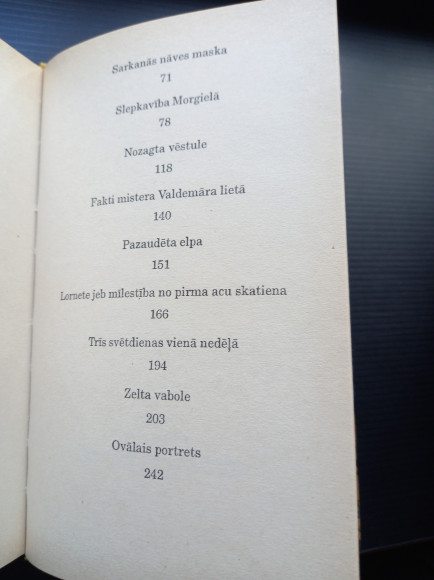 Sarkanās nāves maska
71
Slepkavība Morgielā
78
Nozagta vēstule
118
Fakti mistera Valdemāra lietā
140
Pazaudēta elpa
151
Lornete jeb mīlestība no pirma acu skatiena
166
Trīs svētdienas vienā nedēļā
194
Zelta vabole
203
Ovālais portrets
242